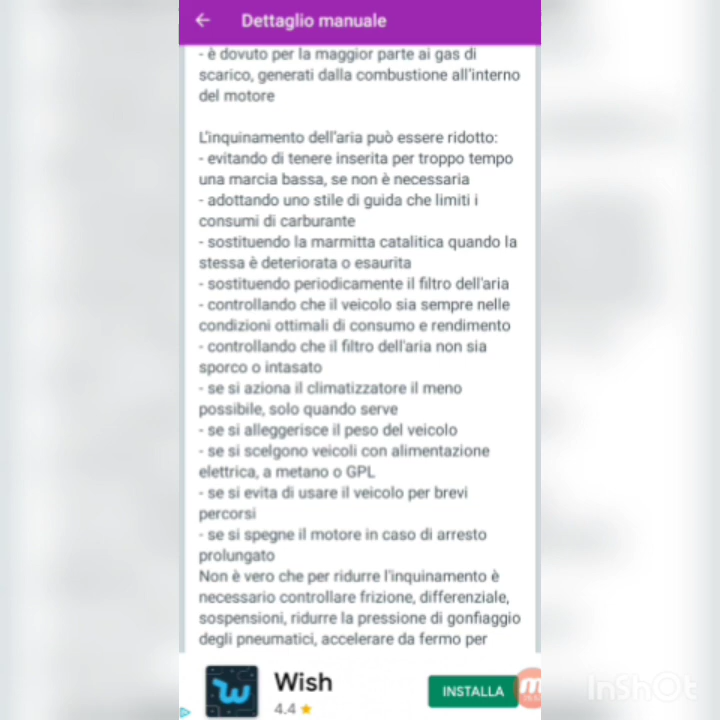 Dettaglio manuale
- è dovuto per la maggior parte ai gas di
scarico, generati dalla combustione all'interno
del motore
L'inquinamento dell'aria può essere ridotto:
- evitando di tenere inserita per troppo tempo
una marcia bassa, se non è necessaria
- adottando uno stile di guida che limiti i
consumi di carburante
- sostituendo la marmitta catalitica quando la
stessa è deteriorata o esaurita
- sostituendo periodicamente il filtro dell'aria
- controllando che il veicolo sia sempre nelle
condizioni ottimali di consumo e rendimento
- controllando che il filtro dell'aria non sia
sporco o intasato
- se si aziona il climatizzatore il meno
possibile, solo quando serve
- se si alleggerisce il peso del veicolo
- se si scelgono veicoli con alimentazione
elettrica, a metano o GPL
- se si evita di usare il veicolo per brevi
percorsi
- se si spegne il motore in caso di arresto
prolungato
Non è vero che per ridurre l'inquinamento è
necessario controllare frizione, differenziale,
sospensioni, ridurre la pressione di gonfiaggio
degli pneumatici, accelerare da fermo per
Wish
4.4
INSTALLA
InShOt